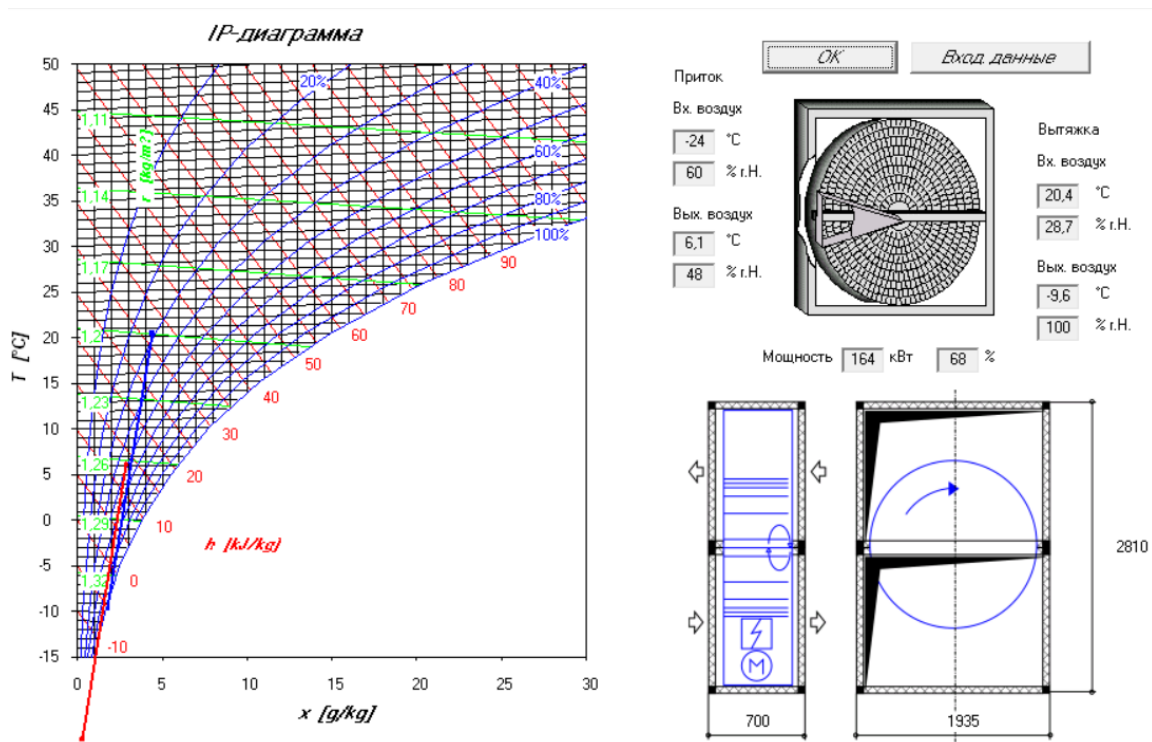 IP-диаграмма
T [°C]
50
45
40
35
30
25
20
15
10
5
0
-5
-10
-15
20%
40%
60%
80%
100%
1,11
1,14
1,17
1,2
1,23
1,26
1,29
1,32
r [kg/m?]
90
80
70
60
50
40
30
20
10
0
-10
h [kJ/kg]
0
5
10
15
20
25
30
x [g/kg]
OK
Вход данные
Приток
Вх. воздух
-24 °C
60 % r.H.
Вых. воздух
6,1 °C
48 % r.H.
Вытяжка
Вх. воздух
20,4 °C
28,7 % r.H.
Вых. воздух
-9,6 °C
100 % r.H.
Мощность 164 кВт 68 %
M
700
1935
2810